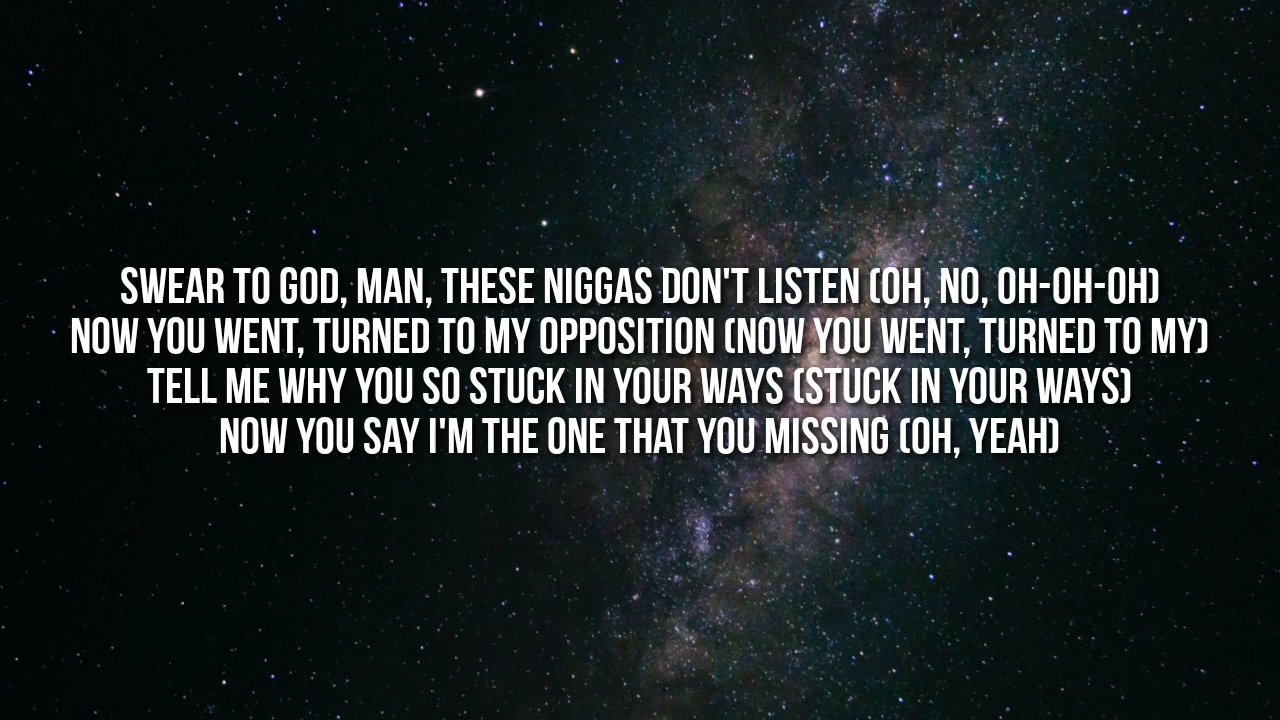 SWEAR TO GOD, MAN, THESE NIGGAS DON'T LISTEN (OH, NO, OH-OH-OH)
NOW YOU WENT, TURNED TO MY OPPOSITION (NOW YOU WENT, TURNED TO MY)
TELL ME WHY YOU SO STUCK IN YOUR WAYS (STUCK IN YOUR WAYS)
NOW YOU SAY I'M THE ONE THAT YOU MISSING (OH, YEAH)